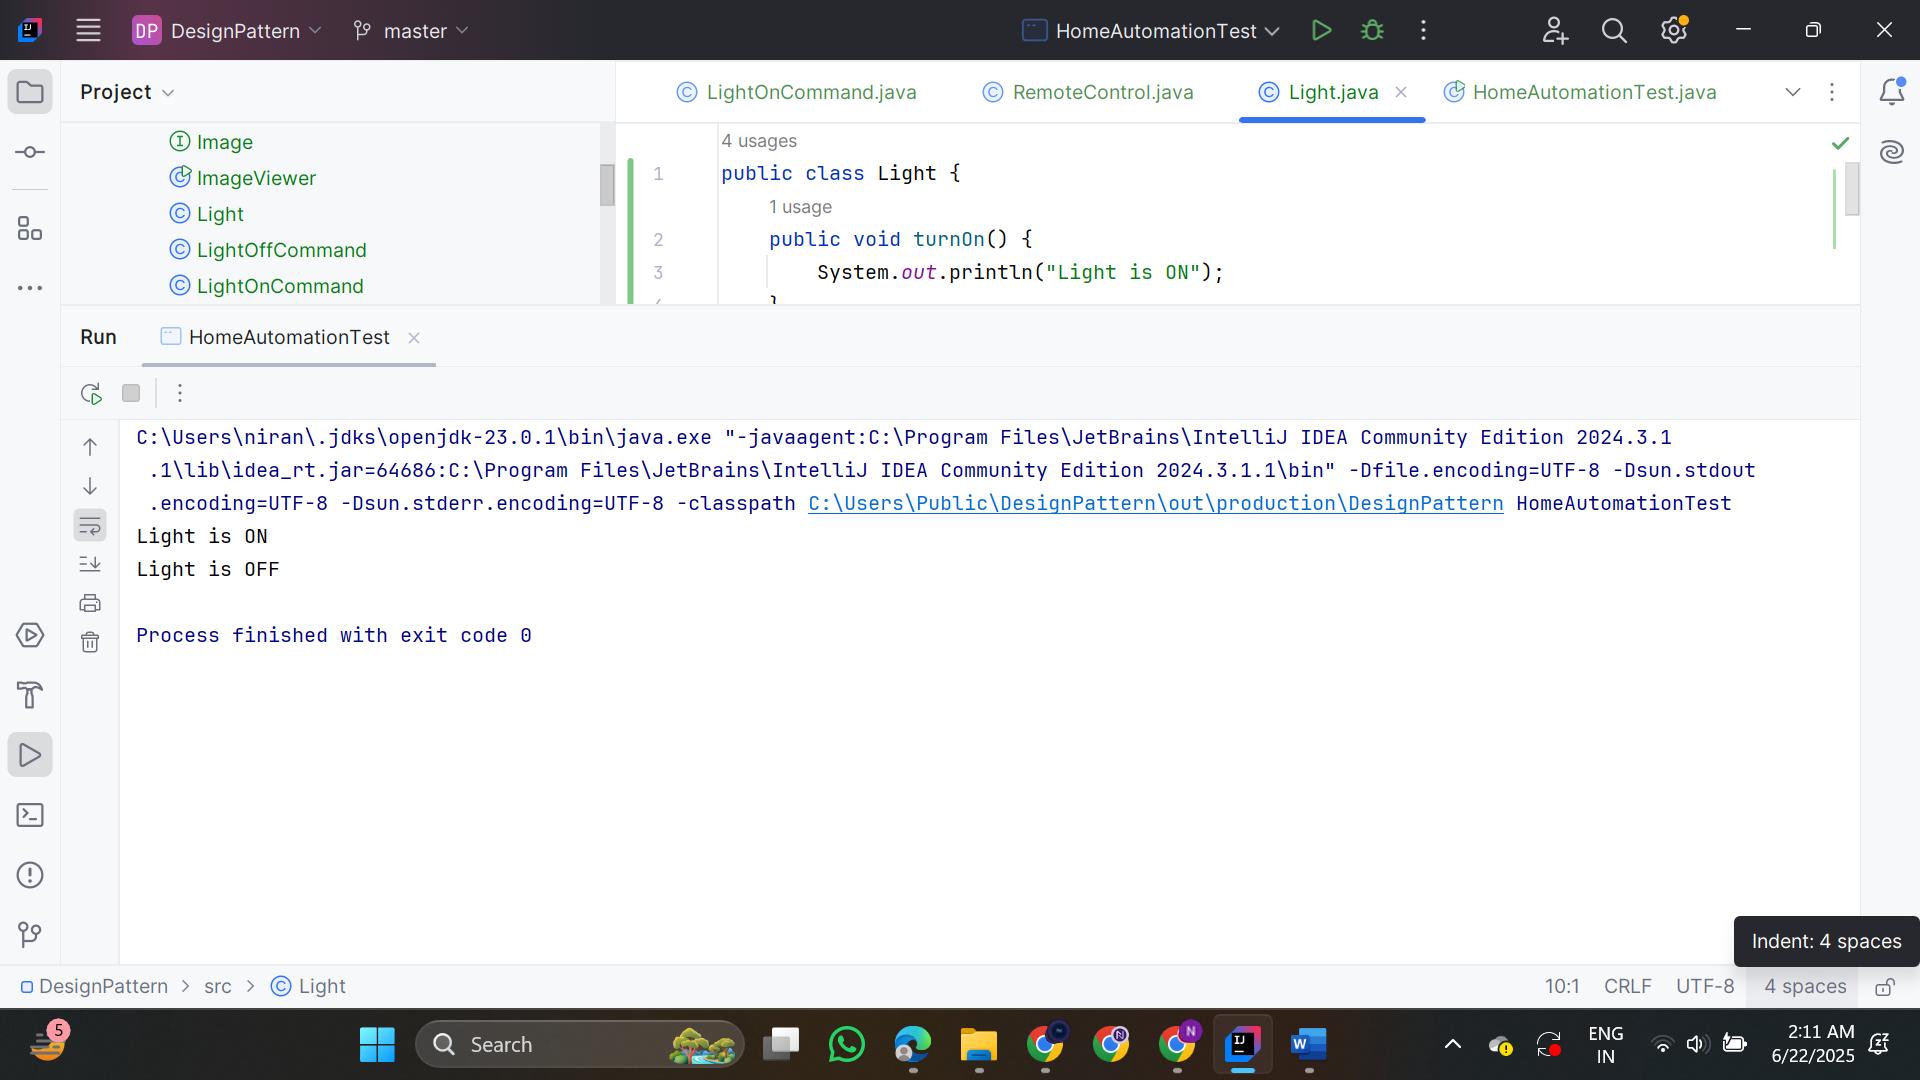 DP DesignPattern master HomeAutomationTest
Project
LightOnCommand.java RemoteControl.java Light.java HomeAutomationTest.java
Image
ImageViewer
Light
LightOffCommand
LightOnCommand
4 usages
1 public class Light {
1 usage
2 public void turnOn() {
3 System.out.println("Light is ON");
}
Run HomeAutomationTest
C:\Users\niran\.jdks\openjdk-23.0.1\bin\java.exe "-javaagent:C:\Program Files\JetBrains\IntelliJ IDEA Community Edition 2024.3.1
.1\lib\idea_rt.jar=64686:C:\Program Files\JetBrains\IntelliJ IDEA Community Edition 2024.3.1.1\bin" -Dfile.encoding=UTF-8 -Dsun.stdout
.encoding=UTF-8 -Dsun.stderr.encoding=UTF-8 -classpath C:\Users\Public\DesignPattern\out\production\DesignPattern HomeAutomationTest
Light is ON
Light is OFF
Process finished with exit code 0
Indent: 4 spaces
DesignPattern > src > Light 10:1 CRLF UTF-8 4 spaces
5 Search ENG IN 2:11 AM
6/22/2025